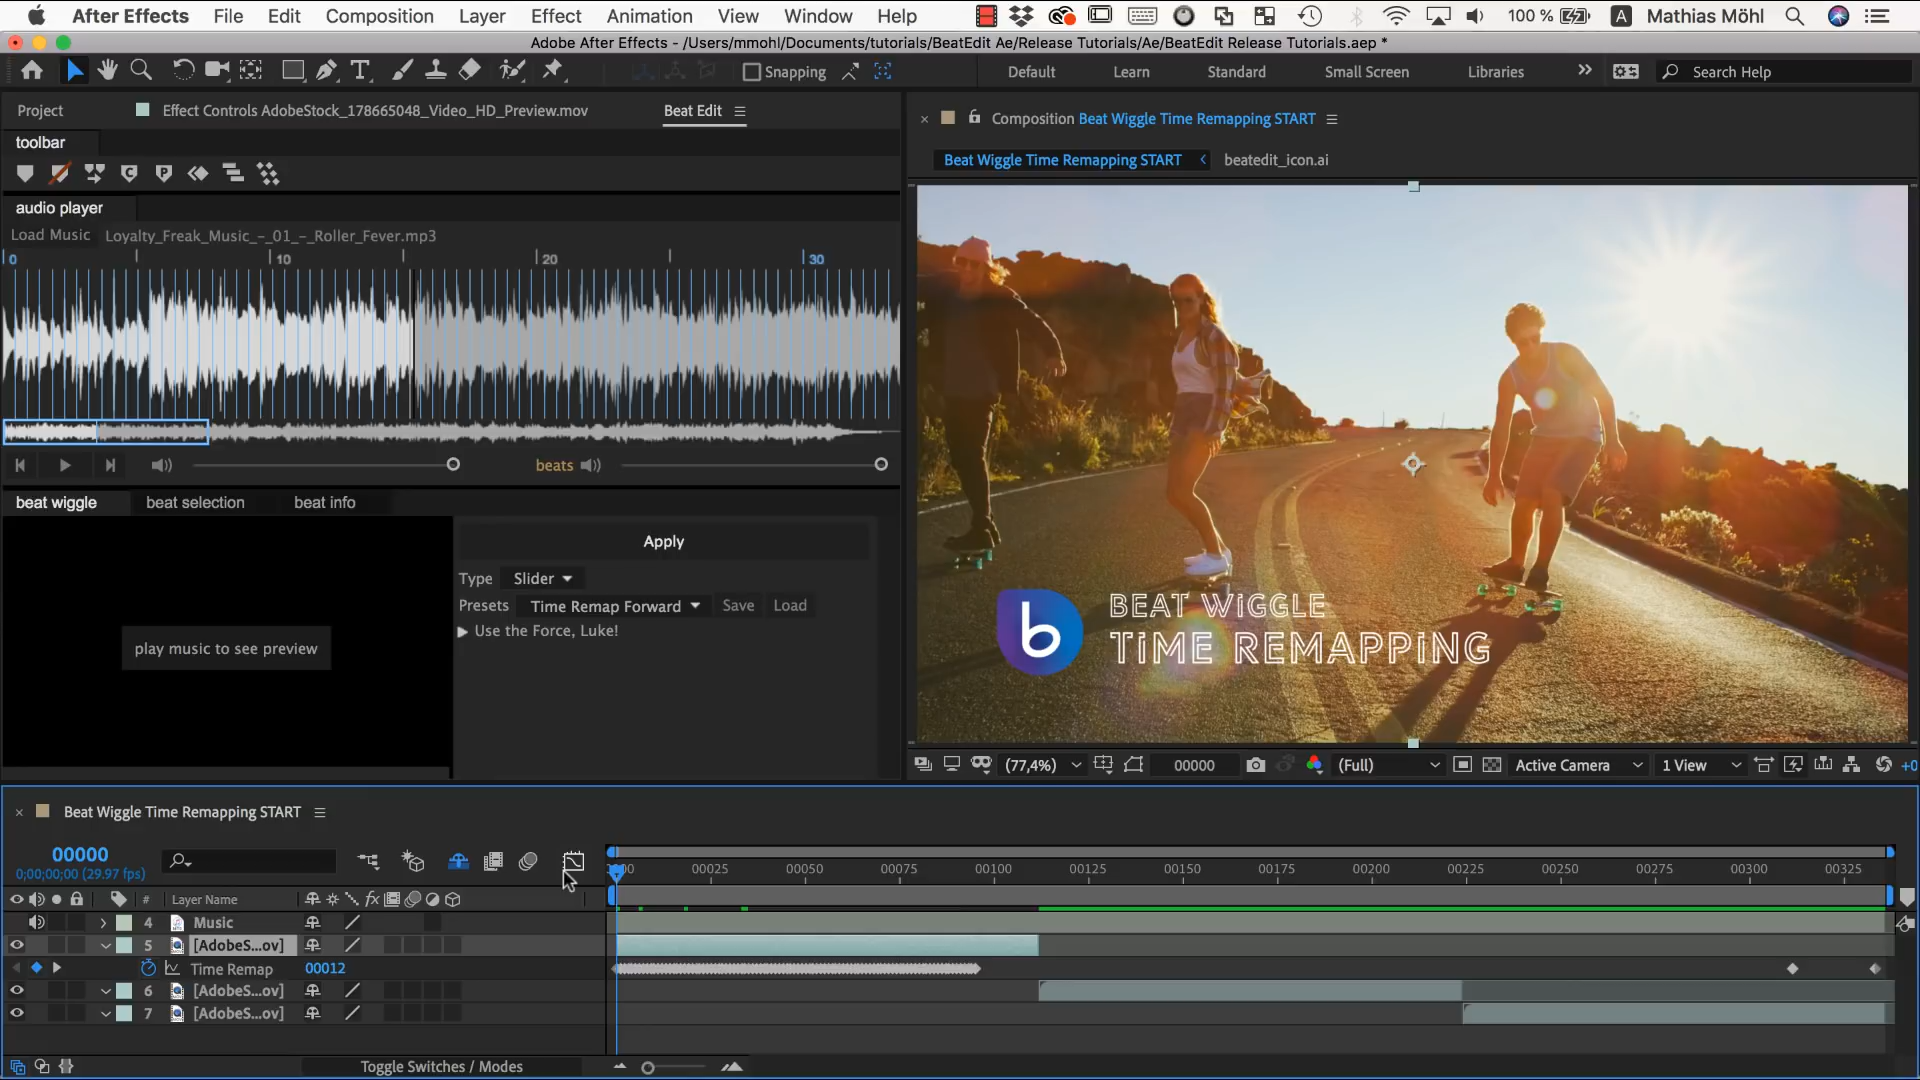 After Effects File Edit Composition Layer Effect Animation View Window Help 100 % A Mathias Möhl
Adobe After Effects - /Users/mmohl/Documents/tutorials/BeatEdit Ae/Release Tutorials/Ae/BeatEdit Release Tutorials.aep *
Snapping Default Learn Standard Small Screen Libraries Search Help
Project Effect Controls AdobeStock_178665048_Video_HD_Preview.mov Beat Edit
Composition Beat Wiggle Time Remapping START
toolbar
Beat Wiggle Time Remapping START beatedit_icon.ai
audio player
Load Music Loyalty_Freak_Music_-_01_-_Roller_Fever.mp3
0 10 20 30
beats
beat wiggle beat selection beat info
Apply
Type Slider
Presets Time Remap Forward Save Load
Use the Force, Luke!
play music to see preview
b
BEAT WiGGLE
TiME REMAPPiNG
(77,4%) 00000 (Full) Active Camera 1 View +0
Beat Wiggle Time Remapping START
00000
0;00;00;00 (29.97 fps)
00025 00050 00075 00100 00125 00150 00175 00200 00225 00250 00275 00300 00325
# Layer Name fx
4 Music
5 [AdobeS...ov]
Time Remap 00012
6 [AdobeS...ov]
7 [AdobeS...ov]
Toggle Switches / Modes